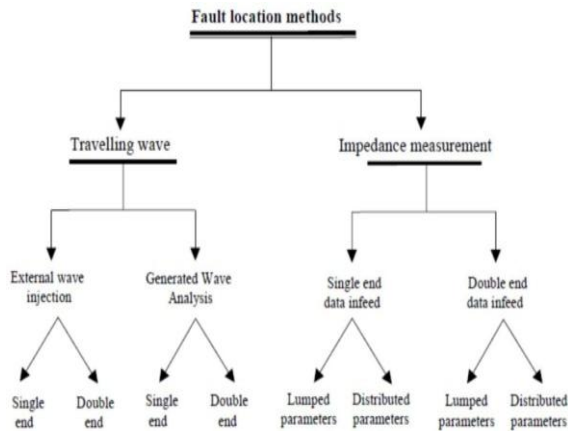 Fault location methods
Travelling wave
Impedance measurement
External wave
injection
Generated Wave
Analysis
Single end
data infeed
Double end
data infeed
Single
end
Double
end
Single
end
Double
end
Lumped
parameters
Distributed
parameters
Lumped
parameters
Distributed
parameters